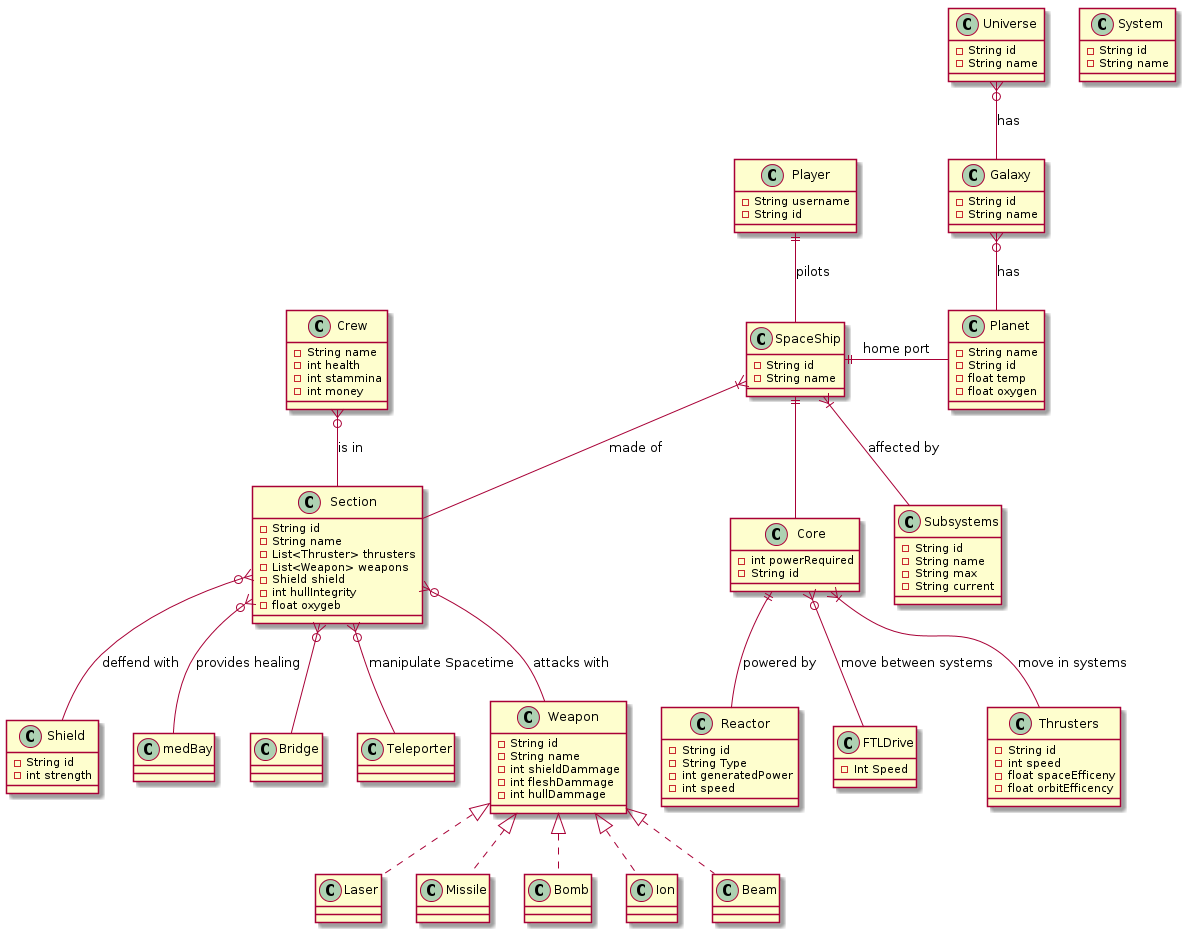 C Universe
String id
String name
C System
String id
String name
has
C Player
String username
String id
C Galaxy
String id
String name
pilots
has
C Crew
String name
int health
int stammina
int money
C SpaceShip
String id
String name
home port
C Planet
String name
String id
float temp
float oxygen
is in
made of
affected by
C Section
String id
String name
List<Thruster> thrusters
List<Weapon> weapons
Shield shield
int hullIntegrity
float oxygeb
C Core
int powerRequired
String id
C Subsystems
String id
String name
String max
String current
deffend with
provides healing
manipulate Spacetime
attacks with
powered by
move between systems
move in systems
C Shield
String id
int strength
C medBay
C Bridge
C Teleporter
C Weapon
String id
String name
int shieldDammage
int fleshDammage
int hullDammage
C Reactor
String id
String Type
int generatedPower
int speed
C FTLDrive
Int Speed
C Thrusters
String id
int speed
float spaceEfficeny
float orbitEfficency
C Laser
C Missile
C Bomb
C Ion
C Beam